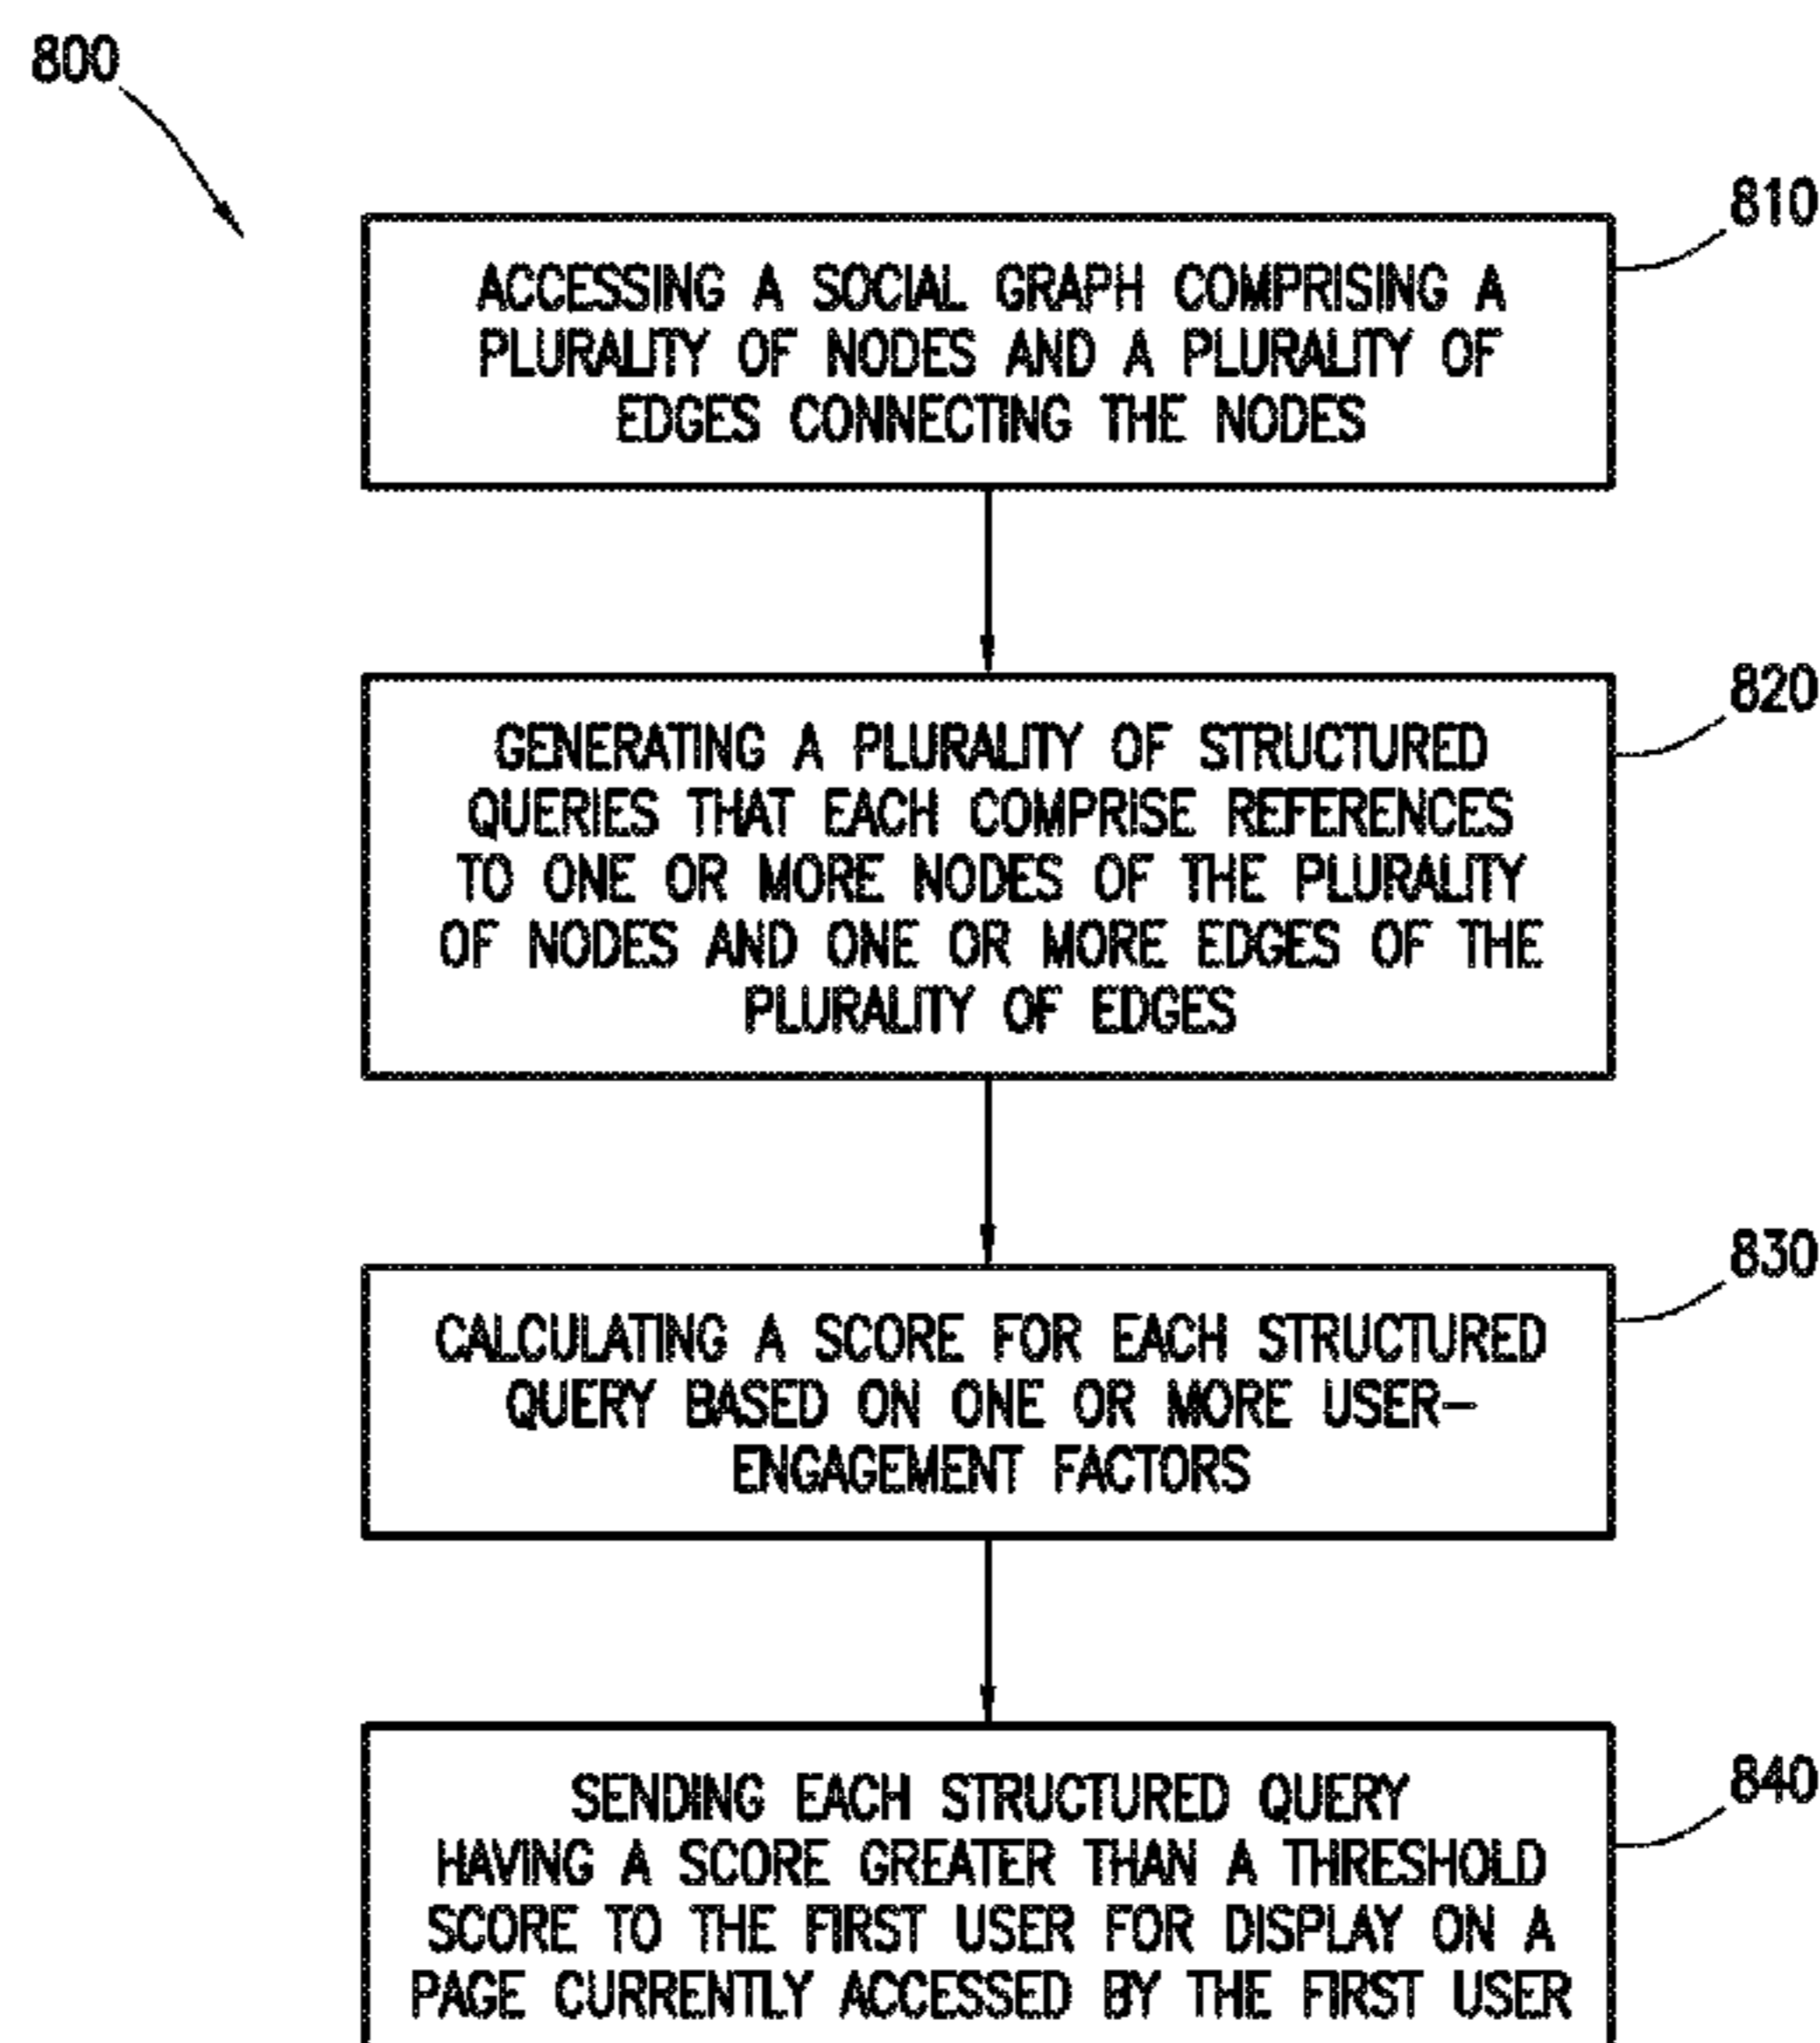 800
810
ACCESSING A SOCIAL GRAPH COMPRISING A
PLURALITY OF NODES AND A PLURALITY OF
EDGES CONNECTING THE NODES
820
GENERATING A PLURALITY OF STRUCTURED
QUERIES THAT EACH COMPRISE REFERENCES
TO ONE OR MORE NODES OF THE PLURALITY
OF NODES AND ONE OR MORE EDGES OF THE
PLURALITY OF EDGES
830
CALCULATING A SCORE FOR EACH STRUCTURED
QUERY BASED ON ONE OR MORE USER-
ENGAGEMENT FACTORS
840
SENDING EACH STRUCTURED QUERY
HAVING A SCORE GREATER THAN A THRESHOLD
SCORE TO THE FIRST USER FOR DISPLAY ON A
PAGE CURRENTLY ACCESSED BY THE FIRST USER